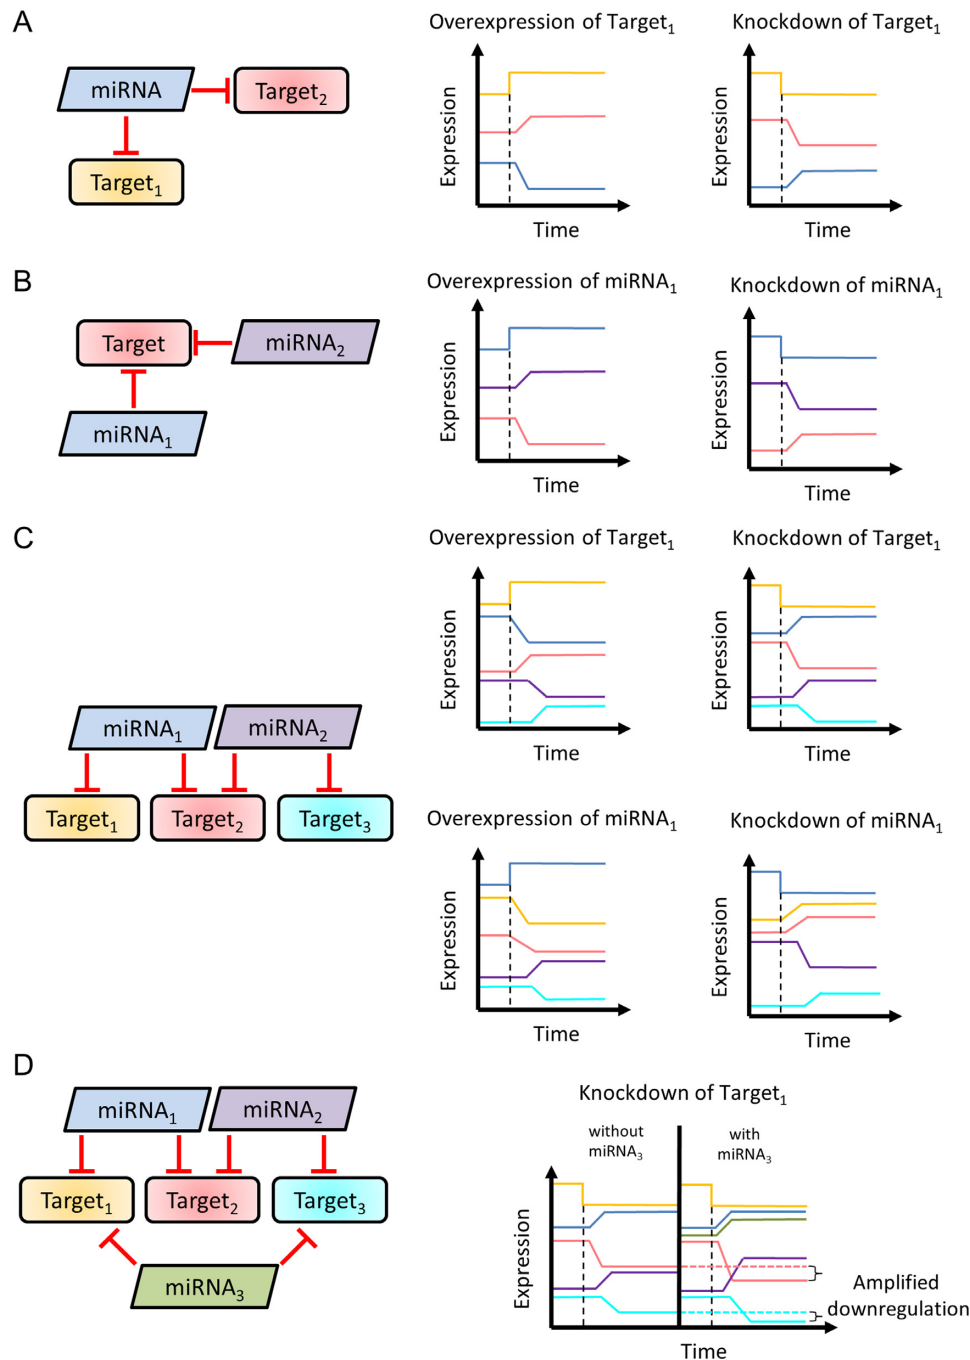 A
miRNA
Target₂
Target₁
Overexpression of Target₁
Expression
Time
Knockdown of Target₁
Expression
Time
B
Target
miRNA₂
miRNA₁
Overexpression of miRNA₁
Expression
Time
Knockdown of miRNA₁
Expression
Time
C
miRNA₁
miRNA₂
Target₁
Target₂
Target₃
Overexpression of Target₁
Expression
Time
Knockdown of Target₁
Expression
Time
Overexpression of miRNA₁
Expression
Time
Knockdown of miRNA₁
Expression
Time
D
miRNA₁
miRNA₂
Target₁
Target₂
Target₃
miRNA₃
Knockdown of Target₁
without
miRNA₃
with
miRNA₃
Expression
Time
Amplified
downregulation